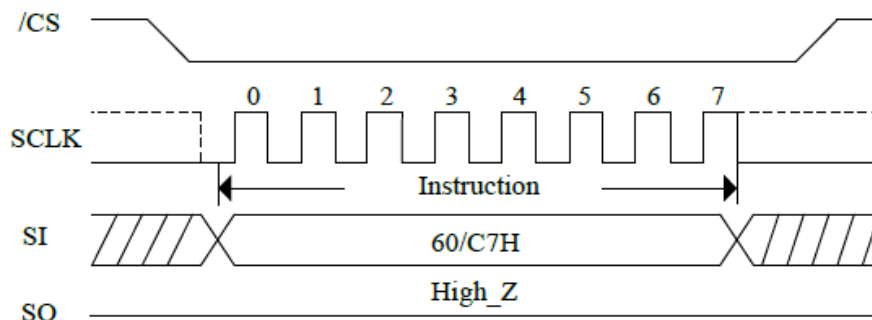 /CS
0 1 2 3 4 5 6 7
SCLK
Instruction
SI 60/C7H
High_Z
SO